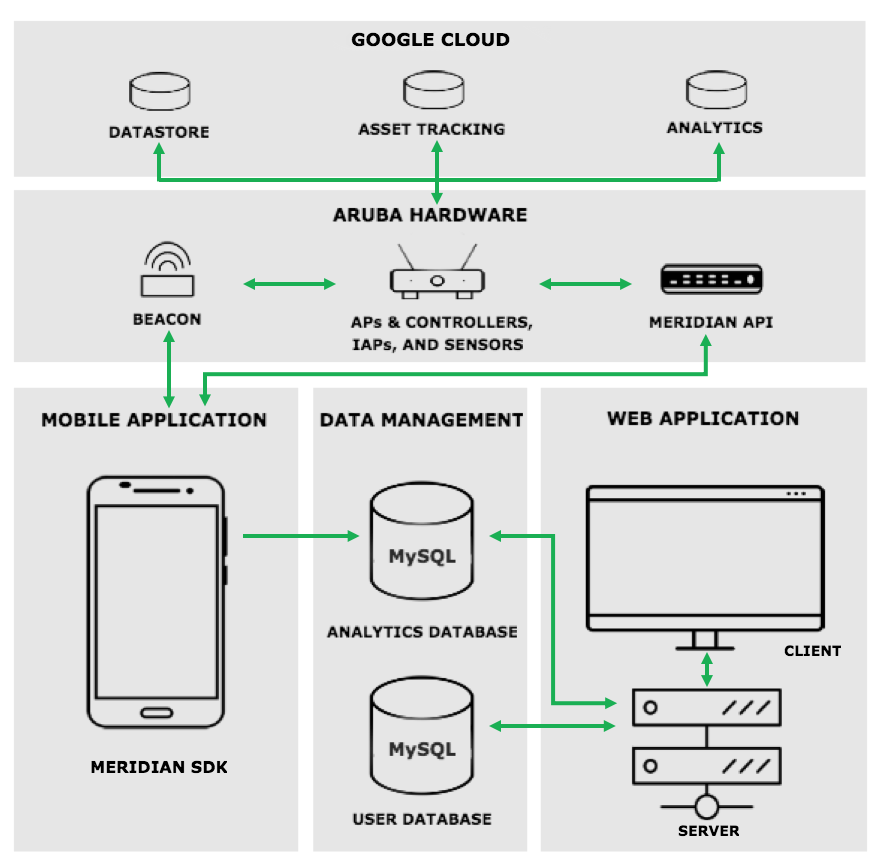 GOOGLE CLOUD
DATASTORE
ASSET TRACKING
ANALYTICS
ARUBA HARDWARE
BEACON
APs & CONTROLLERS,
IAPs, AND SENSORS
MERIDIAN API
MOBILE APPLICATION
MERIDIAN SDK
DATA MANAGEMENT
MySQL
ANALYTICS DATABASE
MySQL
USER DATABASE
WEB APPLICATION
CLIENT
SERVER